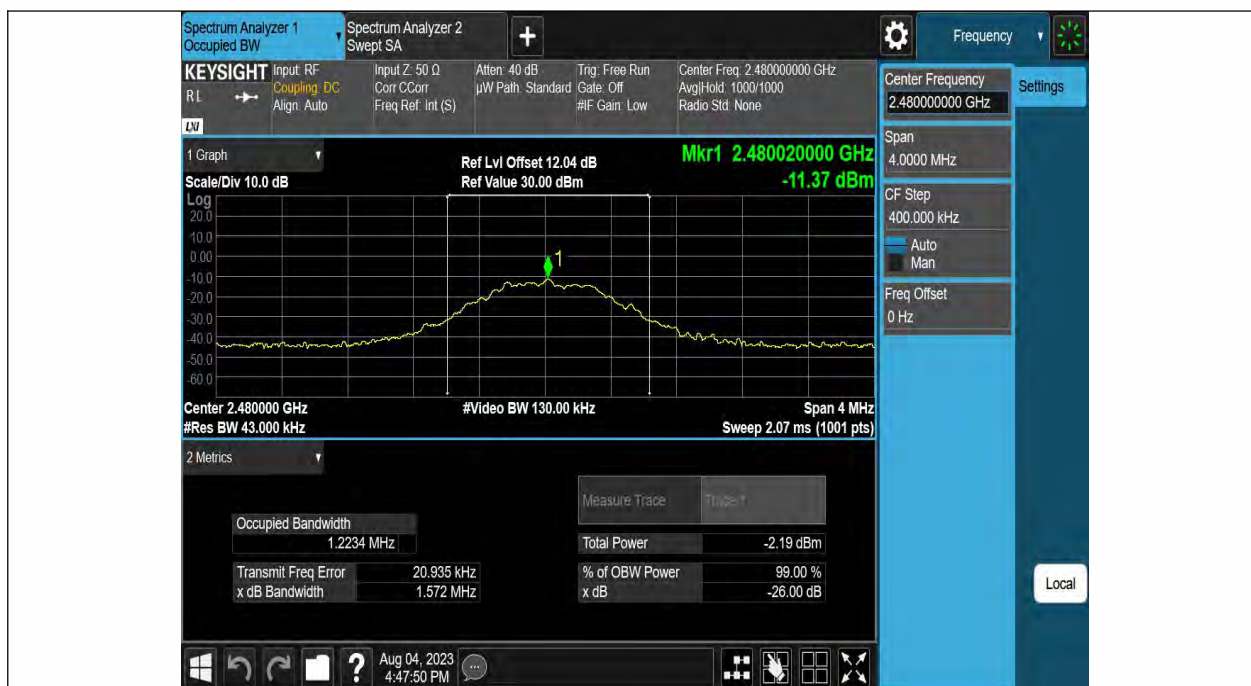 Spectrum Analyzer 1
Occupied BW
Spectrum Analyzer 2
Swept SA
+
Frequency
KEYSIGHT
RL
LXI
Input: RF
Coupling: DC
Align: Auto
Input Z: 50 Ω
Corr CCorr
Freq Ref: Int (S)
Atten: 40 dB
µW Path: Standard
Trig: Free Run
Gate: Off
#IF Gain: Low
Center Freq: 2.480000000 GHz
Avg|Hold: 1000/1000
Radio Std: None
Center Frequency
2.480000000 GHz
Settings
Span
4.0000 MHz
CF Step
400.000 kHz
Auto
Man
Freq Offset
0 Hz
Local
1 Graph
Scale/Div 10.0 dB
Ref Lvl Offset 12.04 dB
Ref Value 30.00 dBm
Mkr1 2.480020000 GHz
-11.37 dBm
Log
20.0
10.0
0.00
-10.0
-20.0
-30.0
-40.0
-50.0
-60.0
1
Center 2.480000 GHz
#Res BW 43.000 kHz
#Video BW 130.00 kHz
Span 4 MHz
Sweep 2.07 ms (1001 pts)
2 Metrics
Measure Trace
Trace 1
Occupied Bandwidth
1.2234 MHz
Total Power -2.19 dBm
Transmit Freq Error 20.935 kHz
% of OBW Power 99.00 %
x dB Bandwidth 1.572 MHz
x dB -26.00 dB
?
Aug 04, 2023
4:47:50 PM